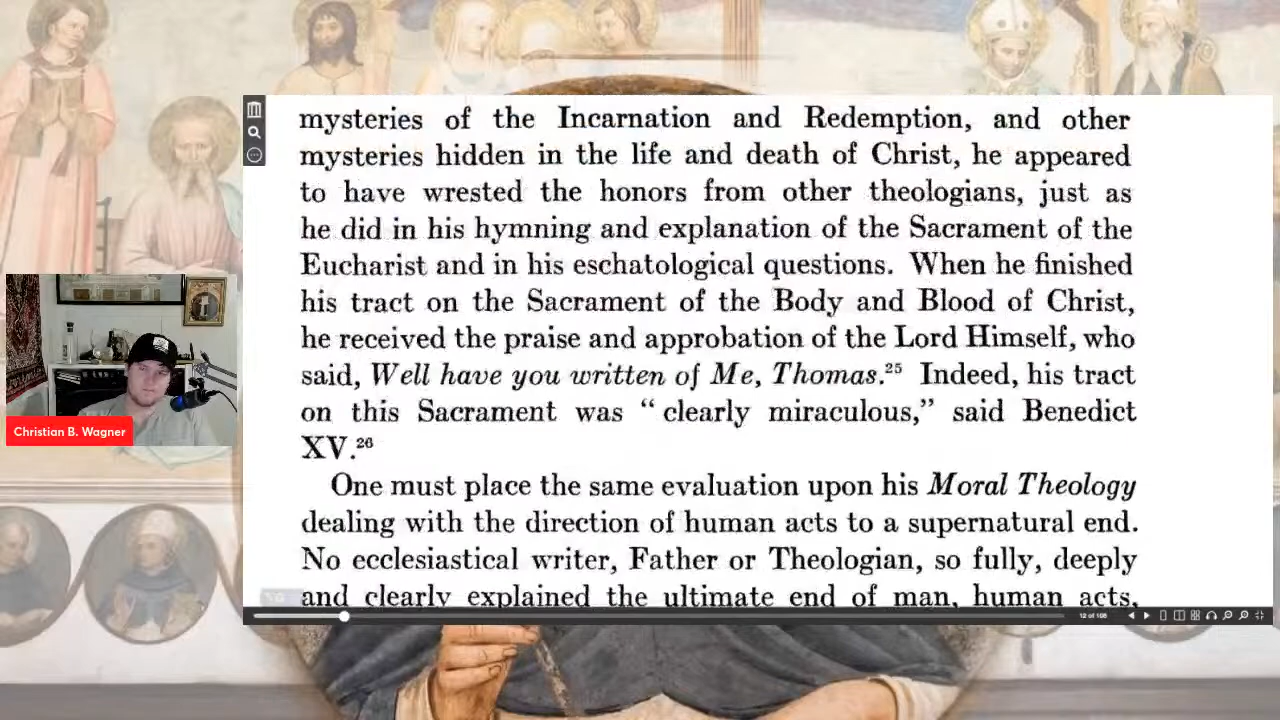 mysteries of the Incarnation and Redemption, and other
mysteries hidden in the life and death of Christ, he appeared
to have wrested the honors from other theologians, just as
he did in his hymning and explanation of the Sacrament of the
Eucharist and in his eschatological questions. When he finished
his tract on the Sacrament of the Body and Blood of Christ,
he received the praise and approbation of the Lord Himself, who
said, Well have you written of Me, Thomas.²⁵ Indeed, his tract
on this Sacrament was “ clearly miraculous,” said Benedict
XV.²⁶
One must place the same evaluation upon his Moral Theology
dealing with the direction of human acts to a supernatural end.
No ecclesiastical writer, Father or Theologian, so fully, deeply
and clearly explained the ultimate end of man, human acts,
Christian B. Wagner
12 of 108